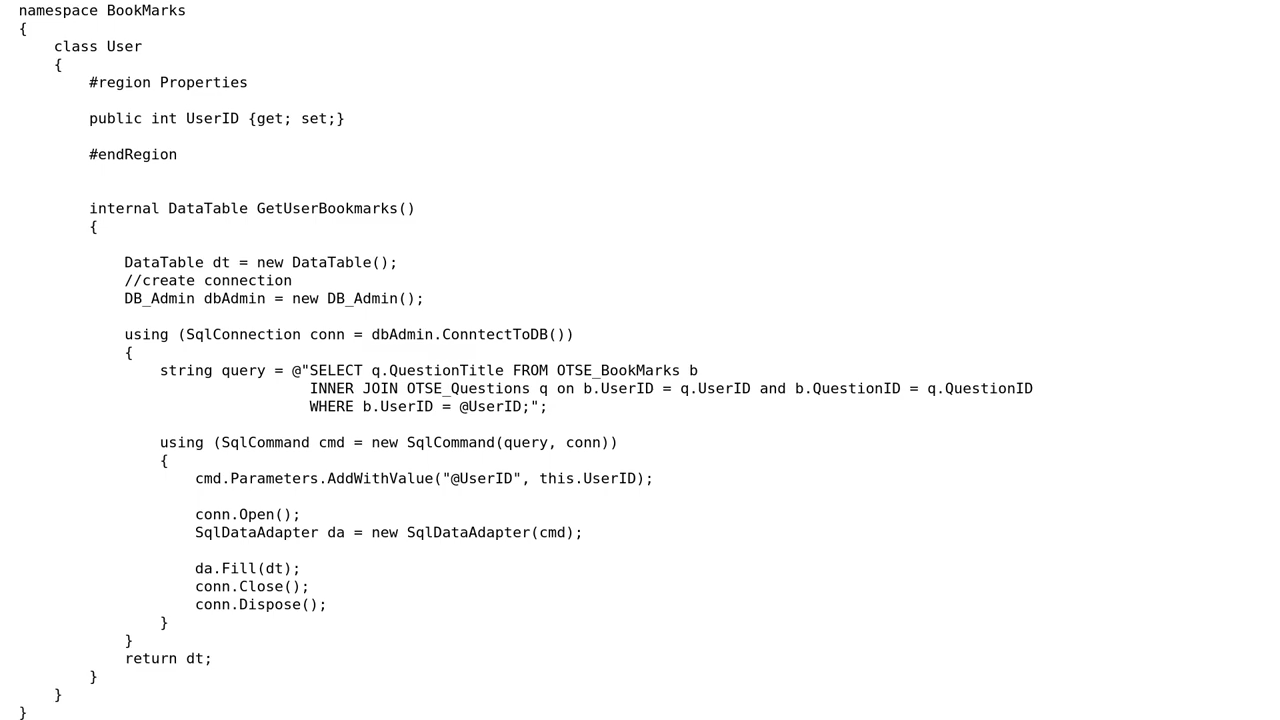 namespace BookMarks
{
    class User
    {
        #region Properties

        public int UserID {get; set;}

        #endRegion


        internal DataTable GetUserBookmarks()
        {

            DataTable dt = new DataTable();
            //create connection
            DB_Admin dbAdmin = new DB_Admin();

            using (SqlConnection conn = dbAdmin.ConntectToDB())
            {
                string query = @"SELECT q.QuestionTitle FROM OTSE_BookMarks b
                                 INNER JOIN OTSE_Questions q on b.UserID = q.UserID and b.QuestionID = q.QuestionID
                                 WHERE b.UserID = @UserID;";

                using (SqlCommand cmd = new SqlCommand(query, conn))
                {
                    cmd.Parameters.AddWithValue("@UserID", this.UserID);

                    conn.Open();
                    SqlDataAdapter da = new SqlDataAdapter(cmd);

                    da.Fill(dt);
                    conn.Close();
                    conn.Dispose();
                }
            }
            return dt;
        }
    }
}